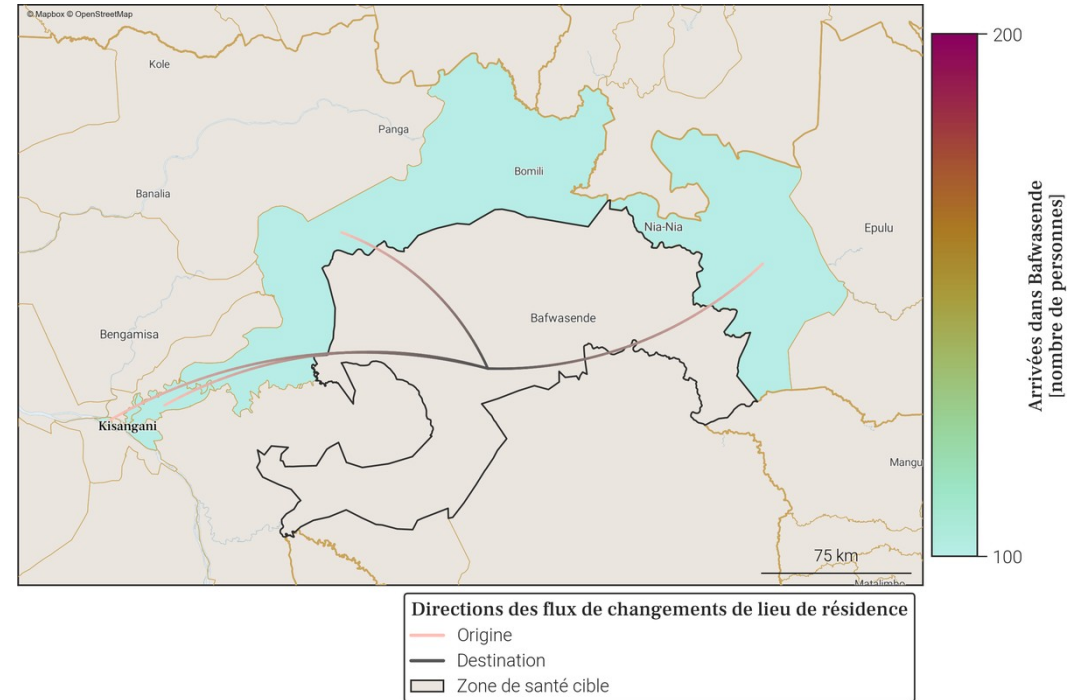 © Mapbox © OpenStreetMap
Kole
Panga
Bomili
Banalia
Nia-Nia
Epulu
Bafwasende
Bengamisa
Kisangani
Mangu
75 km
Matalimbo
200
100
Arrivées dans Bafwasende
[nombre de personnes]
Directions des flux de changements de lieu de résidence
Origine
Destination
Zone de santé cible